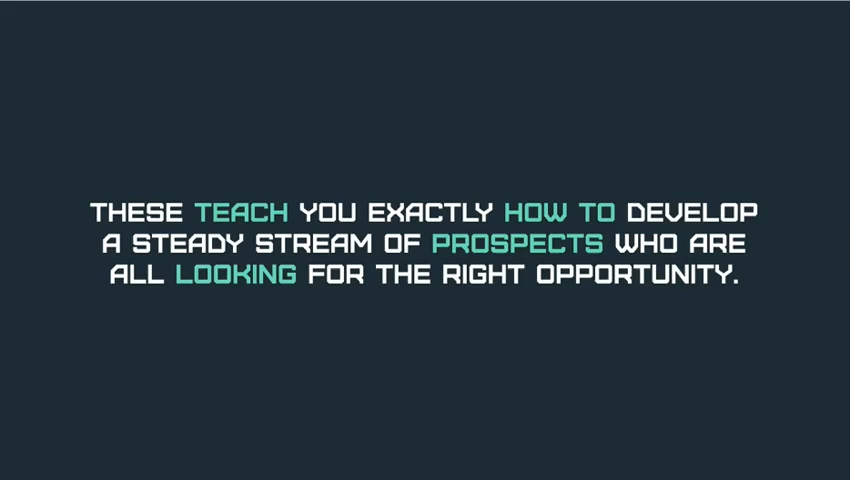 THESE TEACH YOU EXACTLY HOW TO DEVELOP
A STEADY STREAM OF PROSPECTS WHO ARE
ALL LOOKING FOR THE RIGHT OPPORTUNITY.